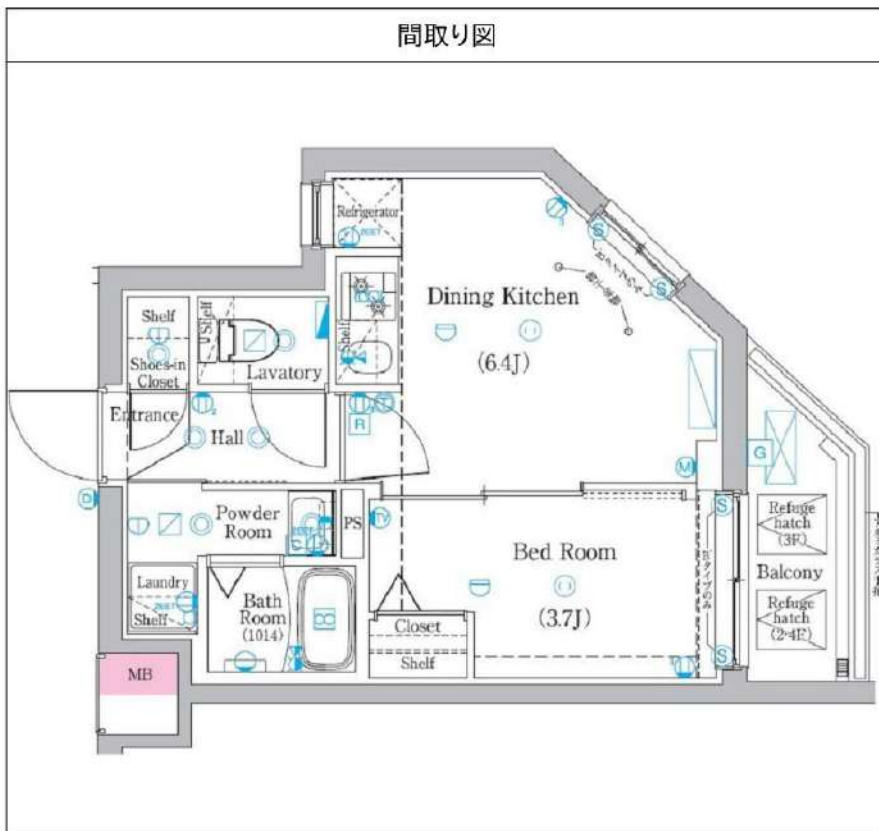 間取り図
Refrigerator
Dining Kitchen
(6.4J)
Shelf
Shoes-in
Closet
Shelf
Lavatory
Shelf
Entrance
Hall
R
M
G
D
S
S
Powder
Room
PS
TV
Bed Room
(3.7J)
S
S
Refuge
hatch
(3F)
Balcony
Refuge
hatch
(2·4F)
Laundry
Shelf
Bath
Room
(1014)
Closet
Shelf
MB